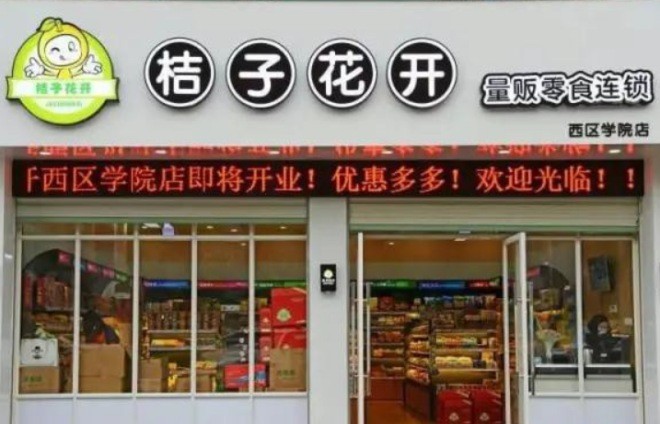 桔子花开
桔子花开
量贩零食连锁
西区学院店
西区学院店即将开业！优惠多多！欢迎光临！！